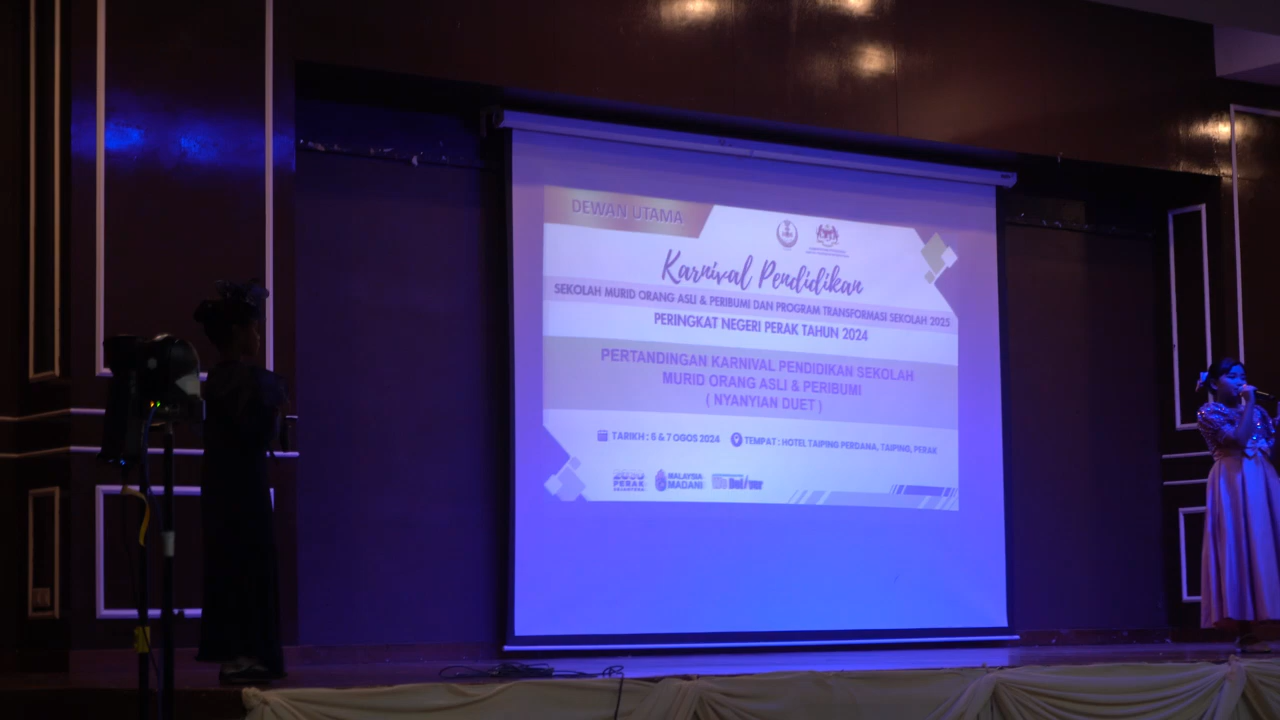 DEWAN UTAMA
Karnival Pendidikan
SEKOLAH MURID ORANG ASLI & PERIBUMI DAN PROGRAM TRANSFORMASI SEKOLAH 2025
PERINGKAT NEGERI PERAK TAHUN 2024
PERTANDINGAN KARNIVAL PENDIDIKAN SEKOLAH
MURID ORANG ASLI & PERIBUMI
( NYANYIAN DUET )
TARIKH : 6 & 7 OGOS 2024 TEMPAT : HOTEL TAIPING PERDANA, TAIPING, PERAK
PERAK
MALAYSIA
MADANI